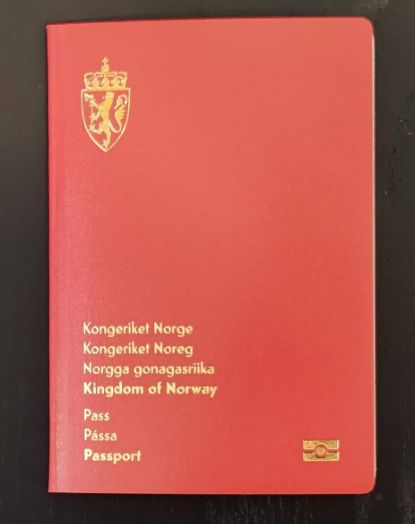 Kongeriket Norge
Kongeriket Noreg
Norgga gonagasriika
Kingdom of Norway
Pass
Pássa
Passport